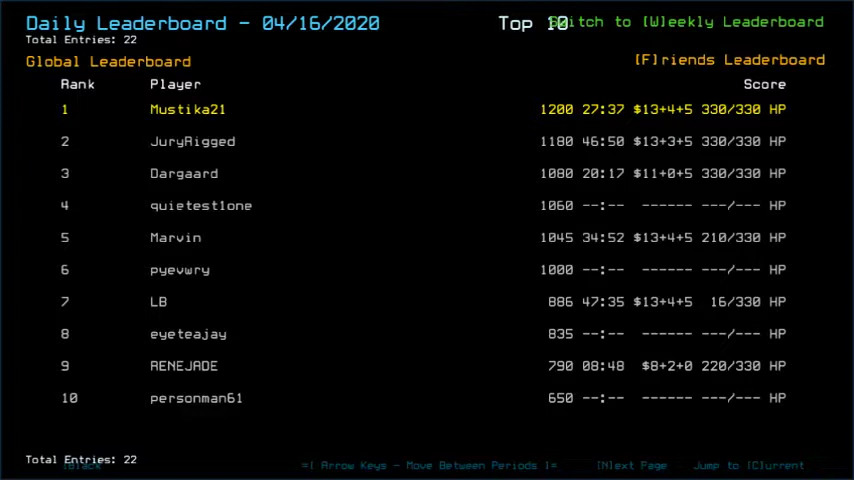 Daily Leaderboard - 04/16/2020 Top 10 Switch to [W]eekly Leaderboard
Total Entries: 22
Global Leaderboard [F]riends Leaderboard
Rank Player Score
1 Mustika21 1200 27:37 $13+4+5 330/330 HP
2 JuryRigged 1180 46:50 $13+3+5 330/330 HP
3 Dargaard 1080 20:17 $11+0+5 330/330 HP
4 quietest1one 1060 --:-- ------ ---/--- HP
5 Marvin 1045 34:52 $13+4+5 210/330 HP
6 pyevwry 1000 --:-- ------ ---/--- HP
7 LB 886 47:35 $13+4+5 16/330 HP
8 eyeteajay 835 --:-- ------ ---/--- HP
9 RENEJADE 790 08:48 $8+2+0 220/330 HP
10 personman61 650 --:-- ------ ---/--- HP
Total Entries: 22
[B]ack =[ Arrow Keys - Move Between Periods ]= [N]ext Page Jump to [C]urrent